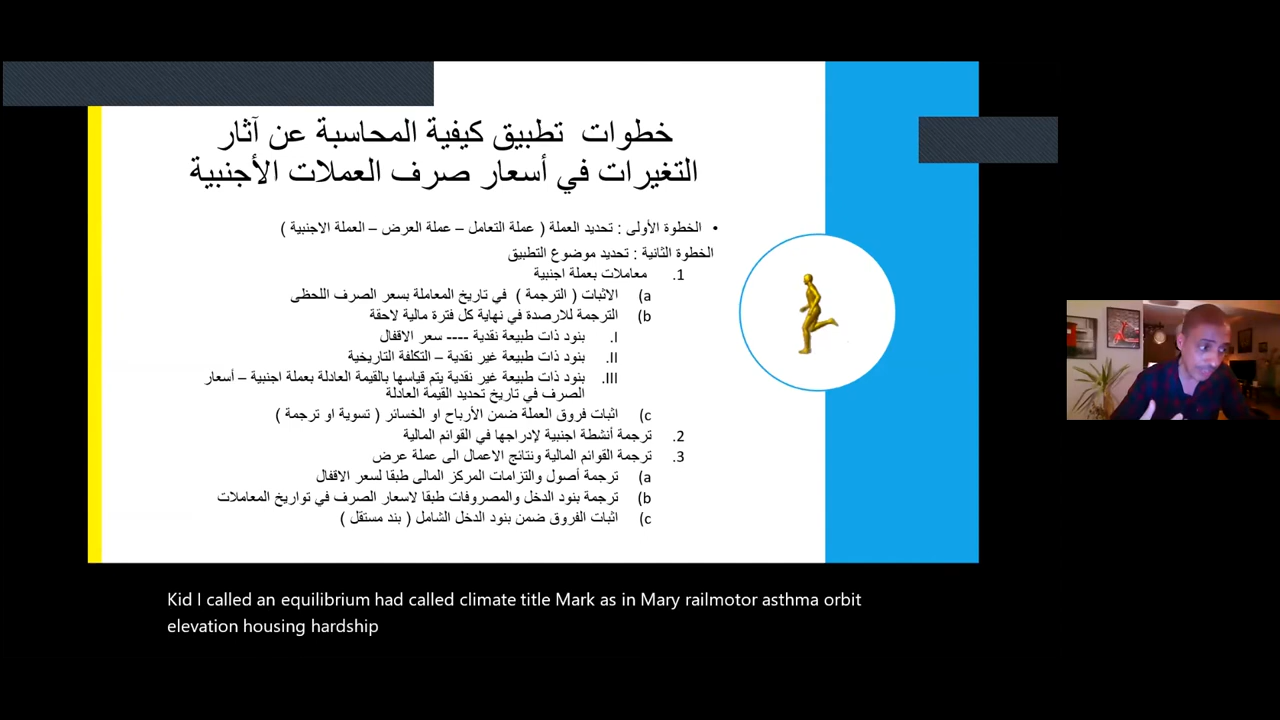 خطوات تطبيق كيفية المحاسبة عن آثار
التغيرات في أسعار صرف العملات الأجنبية
• الخطوة الأولى : تحديد العملة ( عملة التعامل – عملة العرض – العملة الاجنبية )
الخطوة الثانية : تحديد موضوع التطبيق
1. معاملات بعملة اجنبية
a) الاثبات ( الترجمة ) في تاريخ المعاملة بسعر الصرف اللحظى
b) الترجمة للارصدة في نهاية كل فترة مالية لاحقة
I. بنود ذات طبيعة نقدية ---- سعر الاقفال
II. بنود ذات طبيعة غير نقدية – التكلفة التاريخية
III. بنود ذات طبيعة غير نقدية يتم قياسها بالقيمة العادلة بعملة اجنبية – أسعار
الصرف في تاريخ تحديد القيمة العادلة
c) اثبات فروق العملة ضمن الأرباح او الخسائر ( تسوية او ترجمة )
2. ترجمة أنشطة اجنبية لإدراجها في القوائم المالية
3. ترجمة القوائم المالية ونتائج الاعمال الى عملة عرض
a) ترجمة أصول والتزامات المركز المالى طبقا لسعر الاقفال
b) ترجمة بنود الدخل والمصروفات طبقا لاسعار الصرف في تواريخ المعاملات
c) اثبات الفروق ضمن بنود الدخل الشامل ( بند مستقل )
Kid I called an equilibrium had called climate title Mark as in Mary railmotor asthma orbit
elevation housing hardship